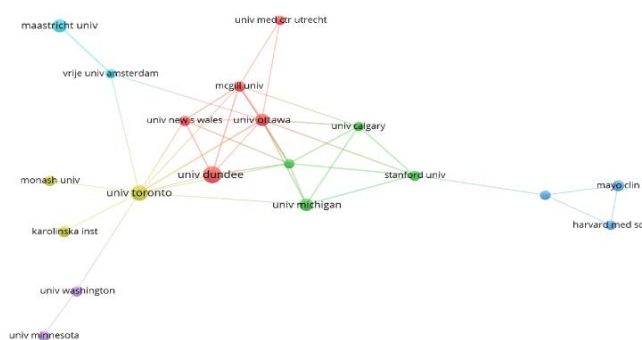 univ med ctr utrecht
maastricht univ
vrije univ amsterdam
mcgill univ
univ new s wales
univ ottawa
univ calgary
monash univ
univ toronto
univ dundee
stanford univ
mayo clin
univ michigan
karolinska inst
harvard med sc
univ washington
univ minnesota